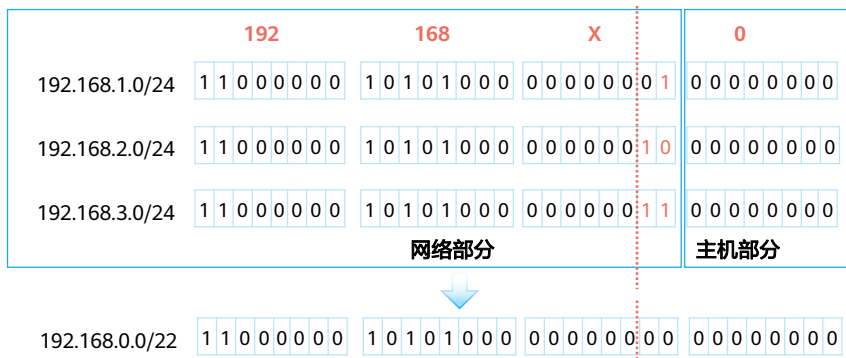 192 168 X 0
192.168.1.0/24 1 1 0 0 0 0 0 0 1 0 1 0 1 0 0 0 0 0 0 0 0 0 0 1 0 0 0 0 0 0 0 0
192.168.2.0/24 1 1 0 0 0 0 0 0 1 0 1 0 1 0 0 0 0 0 0 0 0 0 1 0 0 0 0 0 0 0 0 0
192.168.3.0/24 1 1 0 0 0 0 0 0 1 0 1 0 1 0 0 0 0 0 0 0 0 0 1 1 0 0 0 0 0 0 0 0
网络部分 主机部分
192.168.0.0/22 1 1 0 0 0 0 0 0 1 0 1 0 1 0 0 0 0 0 0 0 0 0 0 0 0 0 0 0 0 0 0 0